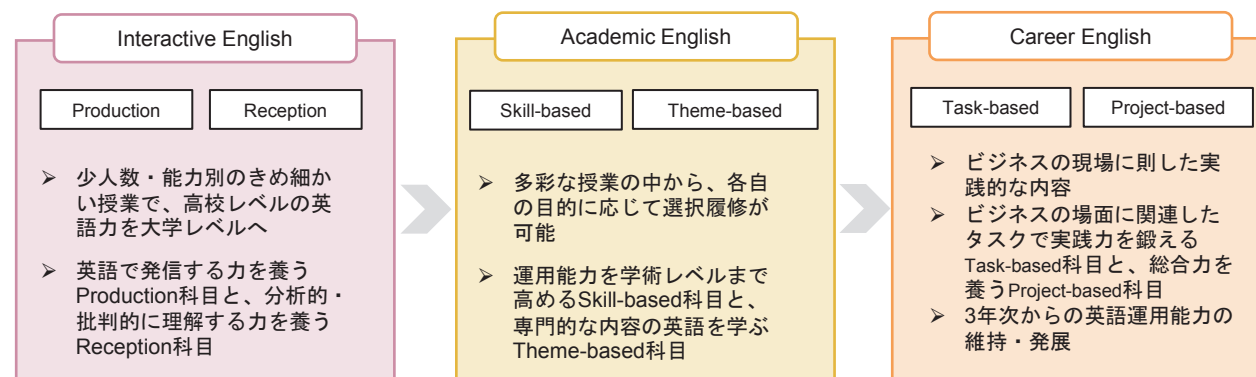 Interactive English
Production
Reception
➢ 少人数・能力別のきめ細か
い授業で、高校レベルの英
語力を大学レベルへ
➢ 英語で発信する力を養う
Production科目と、分析的・
批判的に理解する力を養う
Reception科目
Academic English
Skill-based
Theme-based
➢ 多彩な授業の中から、各自
の目的に応じて選択履修が
可能
➢ 運用能力を学術レベルまで
高めるSkill-based科目と、
専門的な内容の英語を学ぶ
Theme-based科目
Career English
Task-based
Project-based
➢ ビジネスの現場に則した実
践的な内容
➢ ビジネスの場面に関連した
タスクで実践力を鍛える
Task-based科目と、総合力を
養うProject-based科目
➢ 3年次からの英語運用能力の
維持・発展